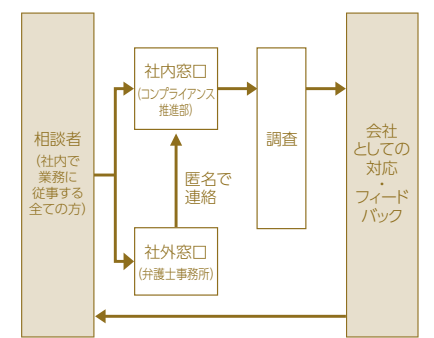 相談者
(社内で
業務に
従事する
全ての方)
社内窓口
(コンプライアンス
推進部)
匿名で
連絡
社外窓口
(弁護士事務所)
調査
会社
としての
対応
・
フィード
バック